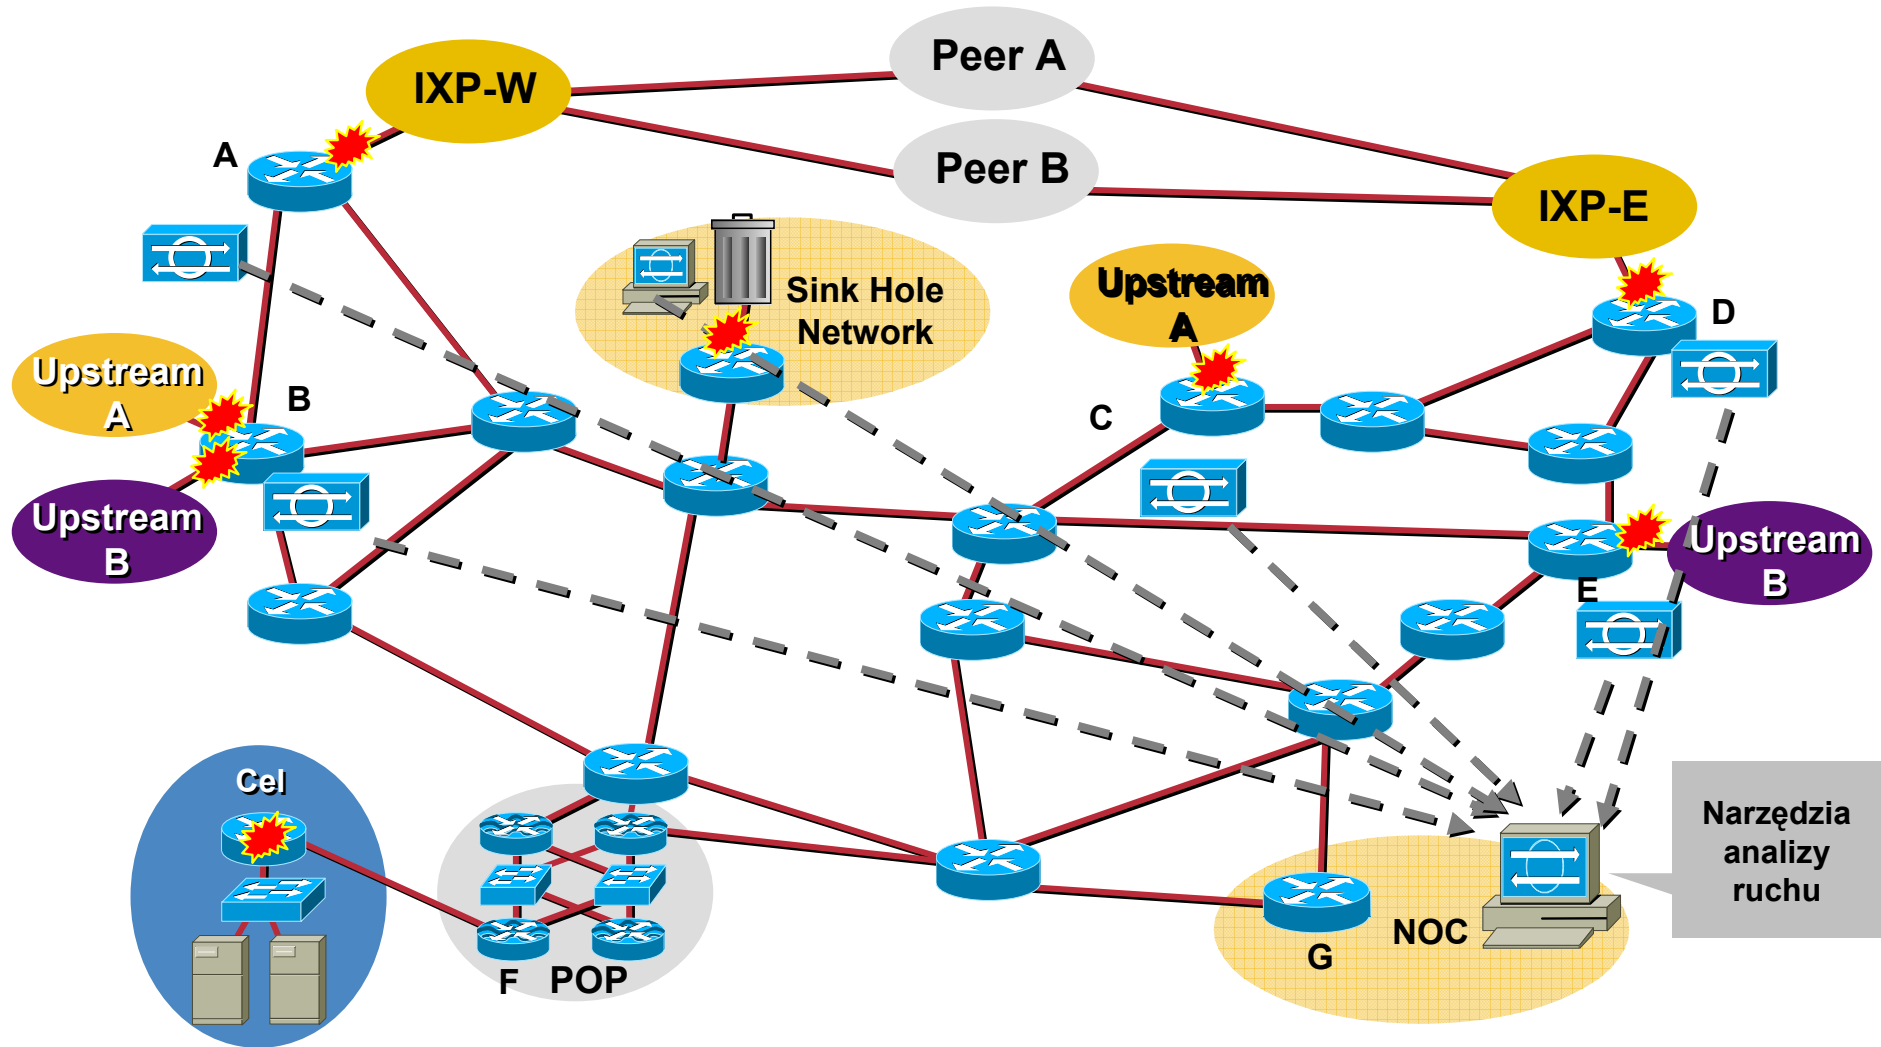 Peer A
IXP-W
A
Peer B
IXP-E
Sink Hole
Network
Upstream
A
D
Upstream
A
B
C
Upstream
B
Upstream
B
E
Cel
Narzędzia
analizy
ruchu
NOC
G
F
POP